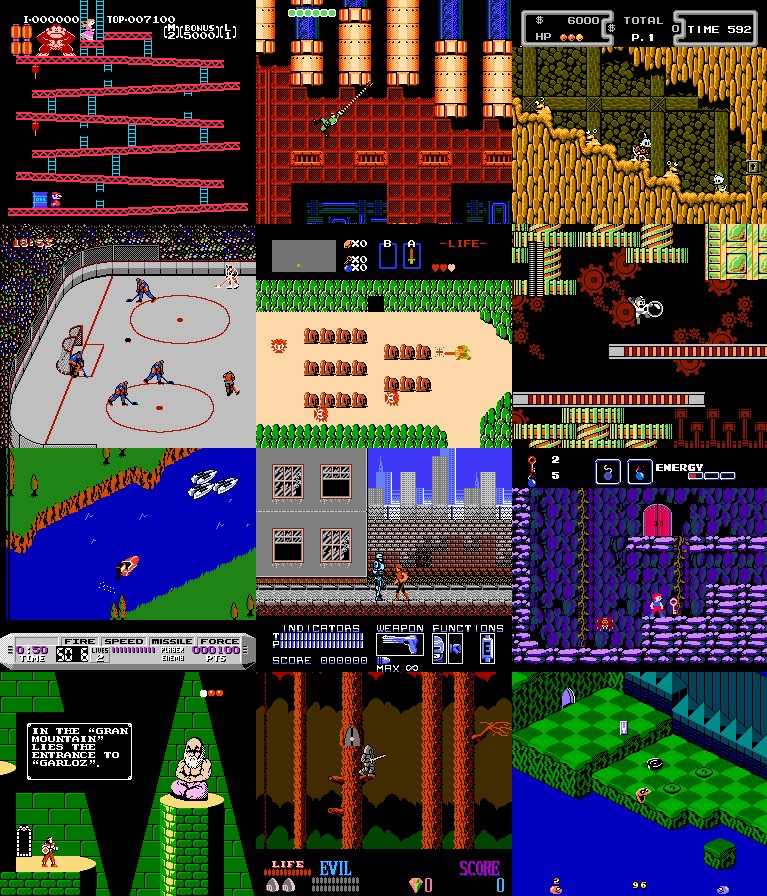 I-000000 TOP-007100
M BONUS L
2 5000
$ 6000
HP
TOTAL
$ 0
P.1
TIME 592
18:53
X0
X0
X0
B A
-LIFE-
2
5
ENERGY
FIRE SPEED MISSILE FORCE
0:50
TIME
50 6
LIVES
2
PLAYER
ENEMY
000100
PTS
INDICATORS
T
P
SCORE 000000
WEAPON
MAX ∞
FUNCTIONS
E
IN THE "GRAN
MOUNTAIN"
LIES THE
ENTRANCE TO
"GARLOZ".
LIFE
EVIL
0
SCORE
0
2
96